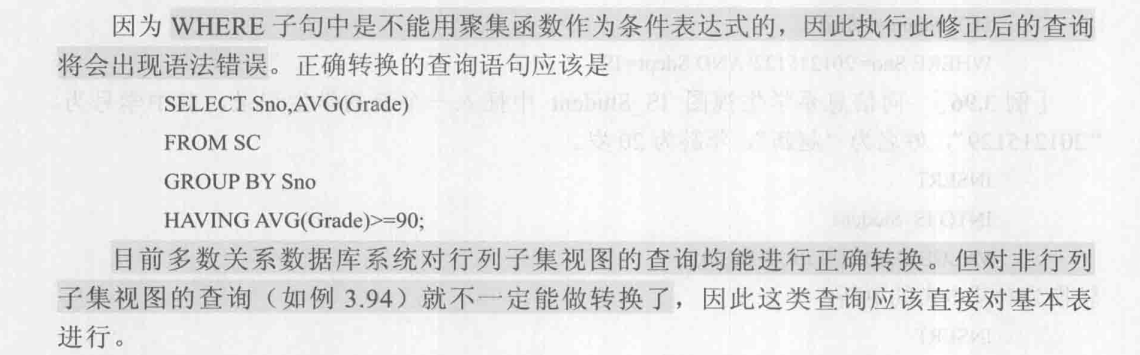 因为 WHERE 子句中是不能用聚集函数作为条件表达式的，因此执行此修正后的查询
将会出现语法错误。正确转换的查询语句应该是
SELECT Sno,AVG(Grade)
FROM SC
GROUP BY Sno
HAVING AVG(Grade)>=90;
目前多数关系数据库系统对行列子集视图的查询均能进行正确转换。但对非行列
子集视图的查询（如例 3.94）就不一定能做转换了，因此这类查询应该直接对基本表
进行。